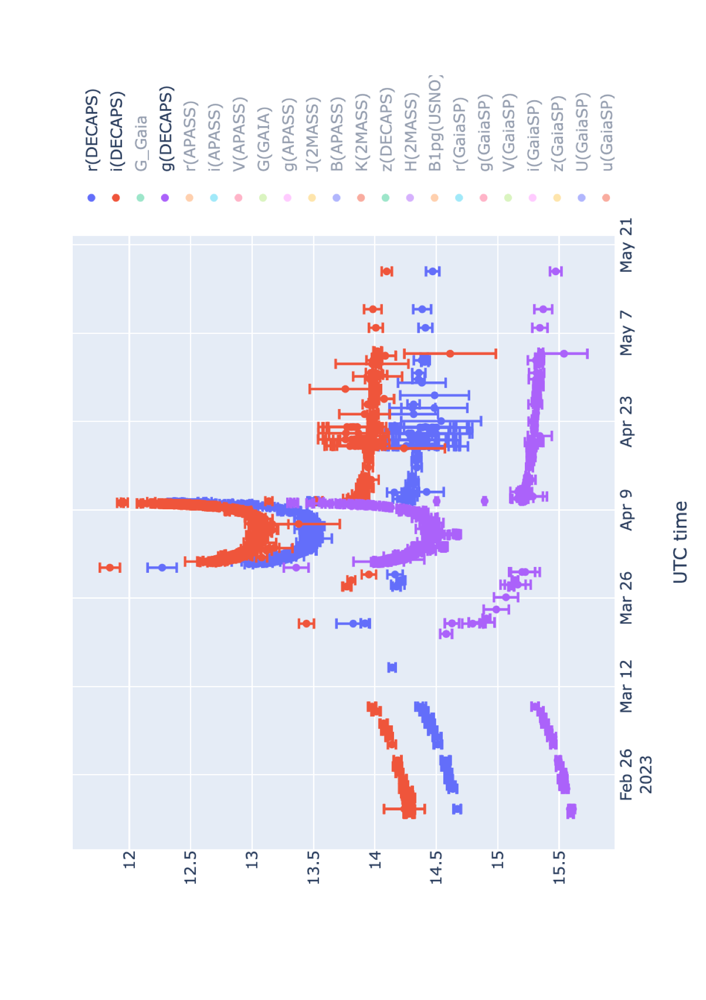 12
12.5
13
13.5
14
14.5
15
15.5
Feb 26
2023
Mar 12
Mar 26
Apr 9
Apr 23
May 7
May 21
UTC time
r(DECAPS)
i(DECAPS)
G_Gaia
g(DECAPS)
r(APASS)
i(APASS)
V(APASS)
G(GAIA)
g(APASS)
J(2MASS)
B(APASS)
K(2MASS)
z(DECAPS)
H(2MASS)
B1pg(USNO)
r(GaiaSP)
g(GaiaSP)
V(GaiaSP)
i(GaiaSP)
z(GaiaSP)
U(GaiaSP)
u(GaiaSP)